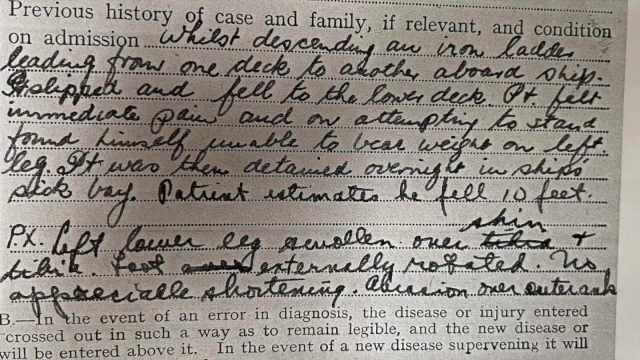 Previous history of case and family, if relevant, and condition
on admission Whilst descending an iron ladder
leading from one deck to another aboard ship.
slipped and fell to the lower deck. Pt. felt
immediate pain and on attempting to stand
found himself unable to bear weight on left
leg. Pt was then detained overnight in ships
sick bay. Patient estimates he fell 10 feet.
shin
PX. Left lower leg swollen over tibia +
Foot externally rotated. No
appreciable shortening. Abrasion over outer
B.—In the event of an error in diagnosis, the disease or injury entered
crossed out in such a way as to remain legible, and the new disease or
will be entered above it. In the event of a new disease supervening it will